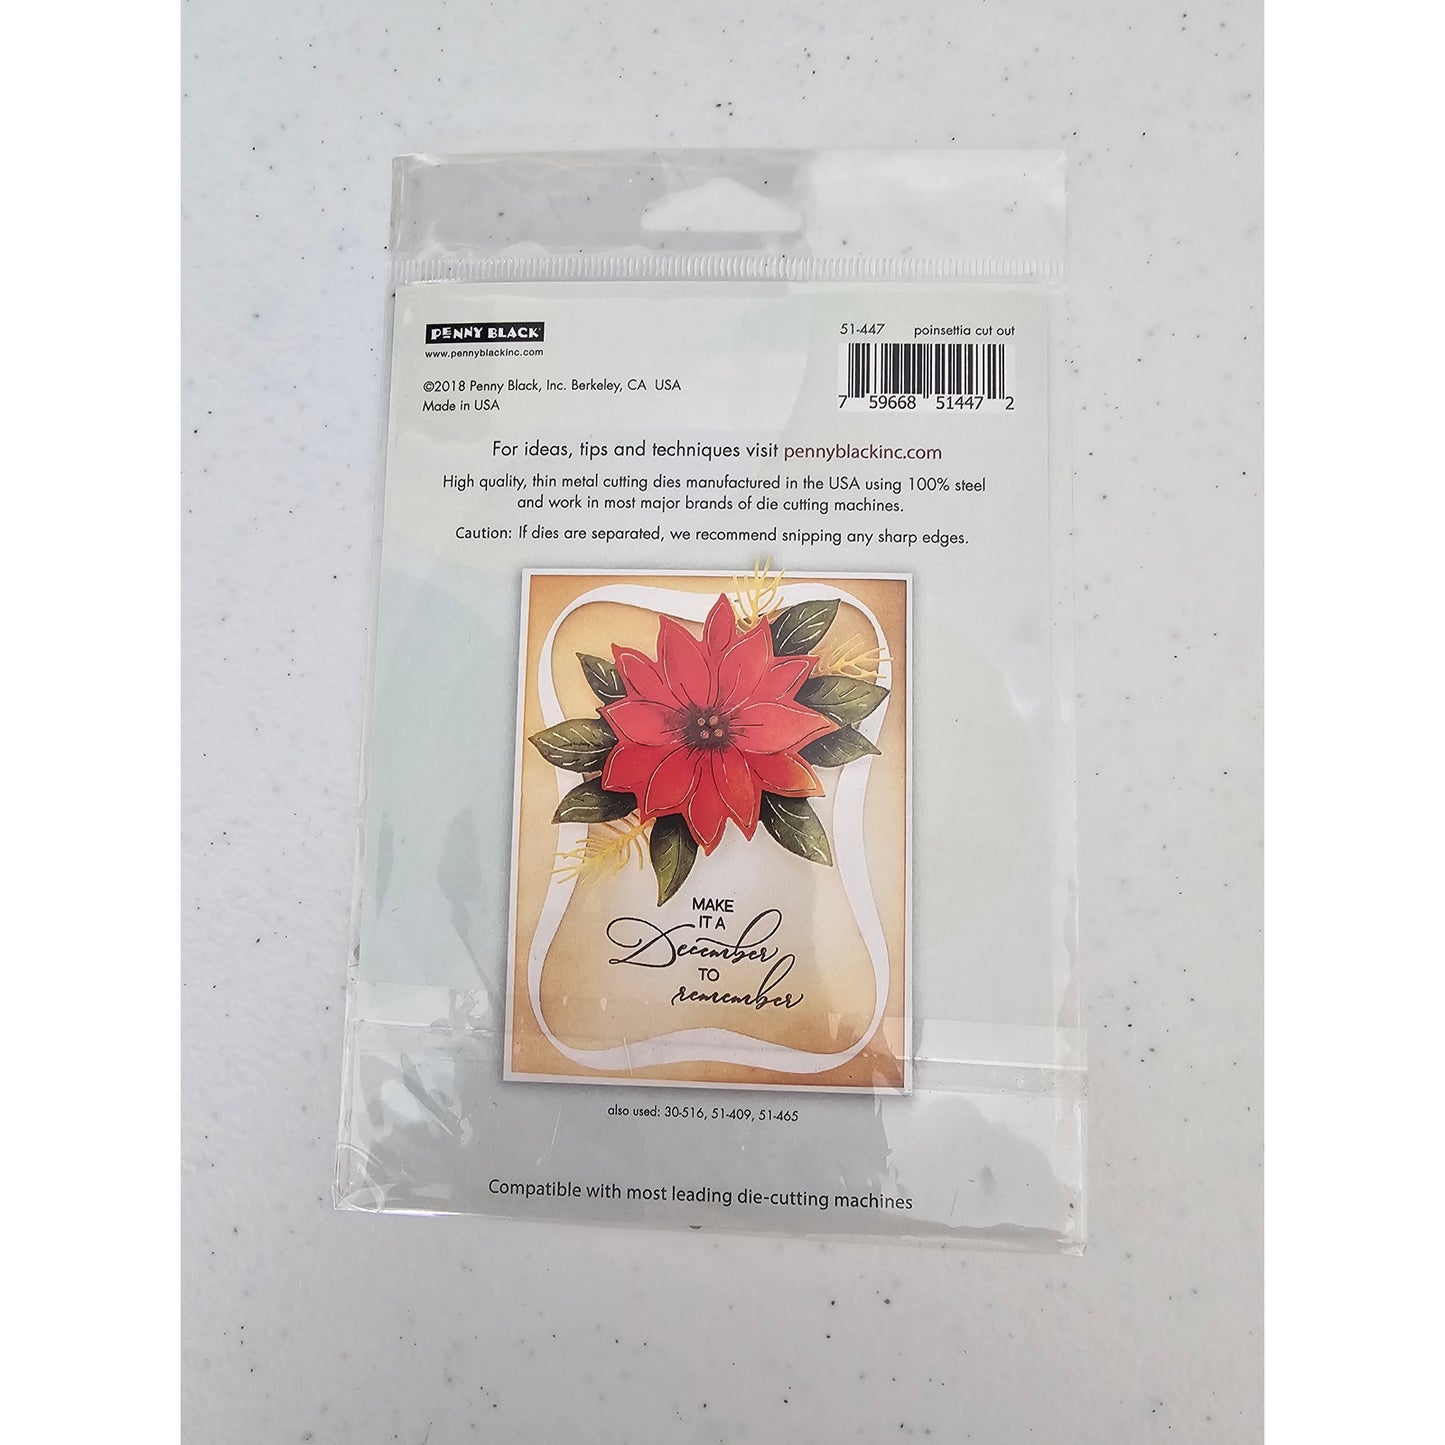 PENNY BLACK
www.pennyblackinc.com
©2018 Penny Black, Inc. Berkeley, CA USA
Made in USA
51-447 poinsettia cut out
7 59668 51447 2
For ideas, tips and techniques visit pennyblackinc.com
High quality, thin metal cutting dies manufactured in the USA using 100% steel
and work in most major brands of die cutting machines.
Caution: If dies are separated, we recommend snipping any sharp edges.
MAKE
IT A
December
TO
remember
also used: 30-516, 51-409, 51-465
Compatible with most leading die-cutting machines